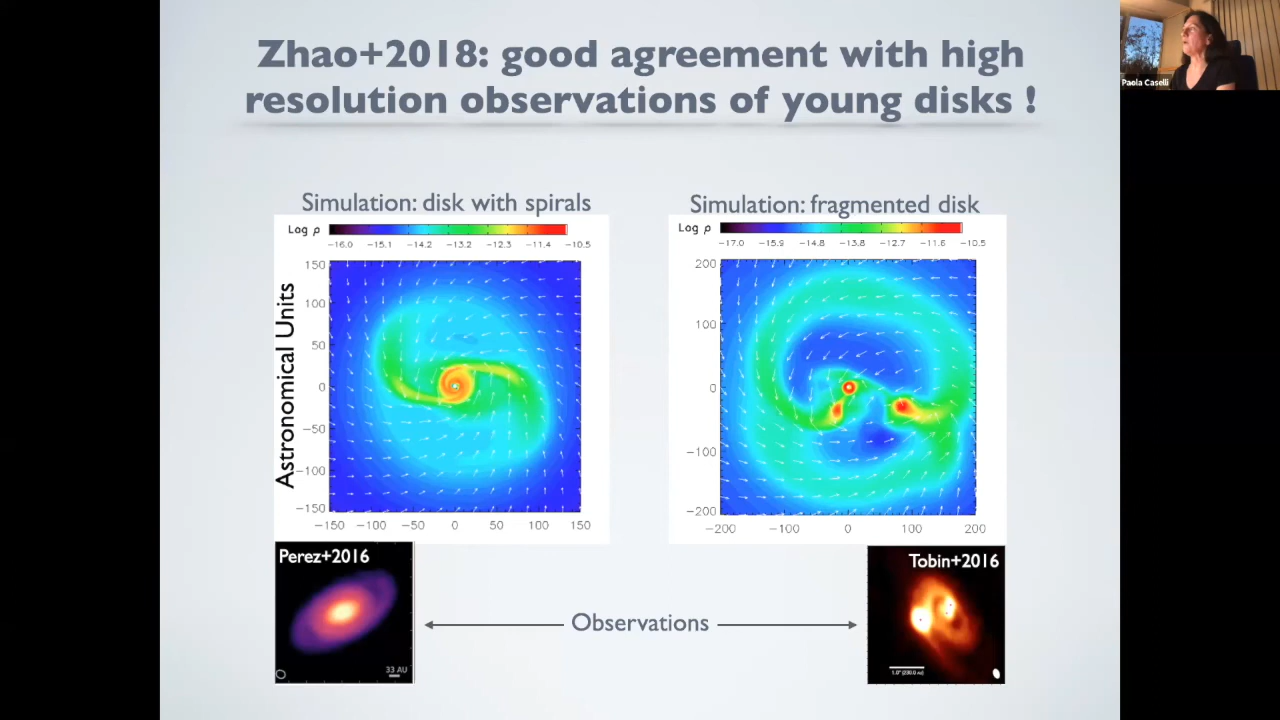 Zhao+2018: good agreement with high
resolution observations of young disks !
Paola Caselli
Simulation: disk with spirals
Log ρ
−16.0 −15.1 −14.2 −13.2 −12.3 −11.4 −10.5
Astronomical Units
150
100
50
0
−50
−100
−150
−150 −100 −50 0 50 100 150
Simulation: fragmented disk
Log ρ
−17.0 −15.9 −14.8 −13.8 −12.7 −11.6 −10.5
200
100
0
−100
−200
−200 −100 0 100 200
Perez+2016
33 AU
Observations
Tobin+2016